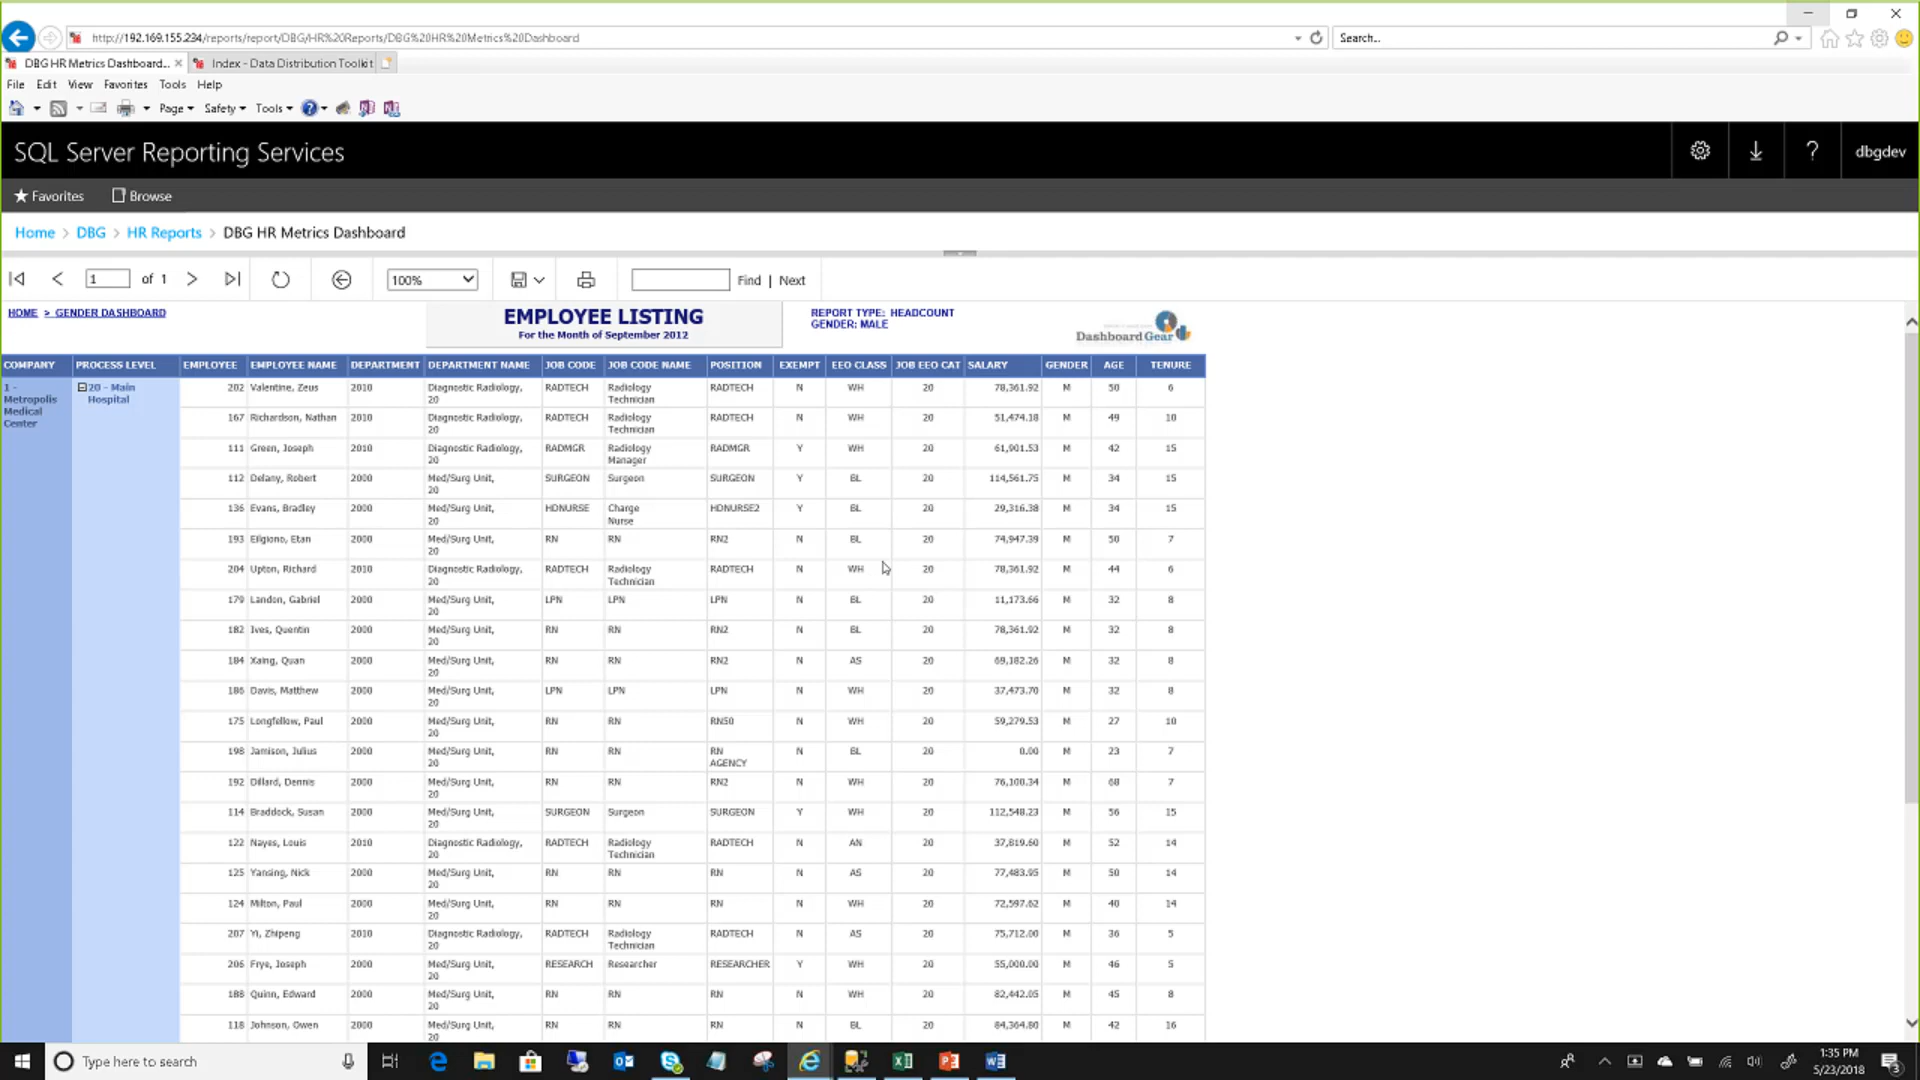 http://192.169.155.234/reports/report/DBG/HR%20Reports/DBG%20HR%20Metrics%20Dashboard
Search...
DBG HR Metrics Dashboard...
Index - Data Distribution Toolkit
File Edit View Favorites Tools Help
Page Safety Tools
SQL Server Reporting Services
dbgdev
Favorites Browse
Home > DBG > HR Reports > DBG HR Metrics Dashboard
1 of 1 100% Find | Next
HOME > GENDER DASHBOARD
EMPLOYEE LISTING
For the Month of September 2012
REPORT TYPE: HEADCOUNT
GENDER: MALE
DashboardGear
COMPANY PROCESS LEVEL EMPLOYEE EMPLOYEE NAME DEPARTMENT DEPARTMENT NAME JOB CODE JOB CODE NAME POSITION EXEMPT EEO CLASS JOB EEO CAT SALARY GENDER AGE TENURE
1 - Metropolis Medical Center
20 - Main Hospital
202 Valentine, Zeus 2010 Diagnostic Radiology, 20 RADTECH Radiology Technician RADTECH N WH 20 78,361.92 M 50 6
167 Richardson, Nathan 2010 Diagnostic Radiology, 20 RADTECH Radiology Technician RADTECH N WH 20 51,474.18 M 49 10
111 Green, Joseph 2010 Diagnostic Radiology, 20 RADMGR Radiology Manager RADMGR Y WH 20 61,901.53 M 42 15
112 Delany, Robert 2000 Med/Surg Unit, 20 SURGEON Surgeon SURGEON Y BL 20 114,561.75 M 34 15
136 Evans, Bradley 2000 Med/Surg Unit, 20 HDNURSE Charge Nurse HDNURSE2 Y BL 20 29,316.38 M 34 15
193 Eilgiono, Etan 2000 Med/Surg Unit, 20 RN RN RN2 N BL 20 74,947.39 M 50 7
204 Upton, Richard 2010 Diagnostic Radiology, 20 RADTECH Radiology Technician RADTECH N WH 20 78,361.92 M 44 6
179 Landon, Gabriel 2000 Med/Surg Unit, 20 LPN LPN LPN N BL 20 11,173.66 M 32 8
182 Ives, Quentin 2000 Med/Surg Unit, 20 RN RN RN2 N BL 20 78,361.92 M 32 8
184 Xaing, Quan 2000 Med/Surg Unit, 20 RN RN RN2 N AS 20 69,182.26 M 32 8
186 Davis, Matthew 2000 Med/Surg Unit, 20 LPN LPN LPN N WH 20 37,473.70 M 32 8
175 Longfellow, Paul 2000 Med/Surg Unit, 20 RN RN RN50 N WH 20 59,279.53 M 27 10
198 Jamison, Julius 2000 Med/Surg Unit, 20 RN RN RN AGENCY N BL 20 0.00 M 23 7
192 Dillard, Dennis 2000 Med/Surg Unit, 20 RN RN RN2 N WH 20 76,100.34 M 68 7
114 Braddock, Susan 2000 Med/Surg Unit, 20 SURGEON Surgeon SURGEON Y WH 20 112,548.23 M 56 15
122 Nayes, Louis 2010 Diagnostic Radiology, 20 RADTECH Radiology Technician RADTECH N AN 20 37,819.60 M 52 14
125 Yansing, Nick 2000 Med/Surg Unit, 20 RN RN RN N AS 20 77,483.95 M 50 14
124 Milton, Paul 2000 Med/Surg Unit, 20 RN RN RN N WH 20 72,597.62 M 40 14
207 Yi, Zhipeng 2010 Diagnostic Radiology, 20 RADTECH Radiology Technician RADTECH N AS 20 75,712.00 M 36 5
206 Frye, Joseph 2000 Med/Surg Unit, 20 RESEARCH Researcher RESEARCHER Y WH 20 55,000.00 M 46 5
188 Quinn, Edward 2000 Med/Surg Unit, 20 RN RN RN N WH 20 82,442.05 M 45 8
118 Johnson, Owen 2000 Med/Surg Unit, 20 RN RN RN N BL 20 84,364.80 M 42 16
Type here to search
1:35 PM
5/23/2018
3